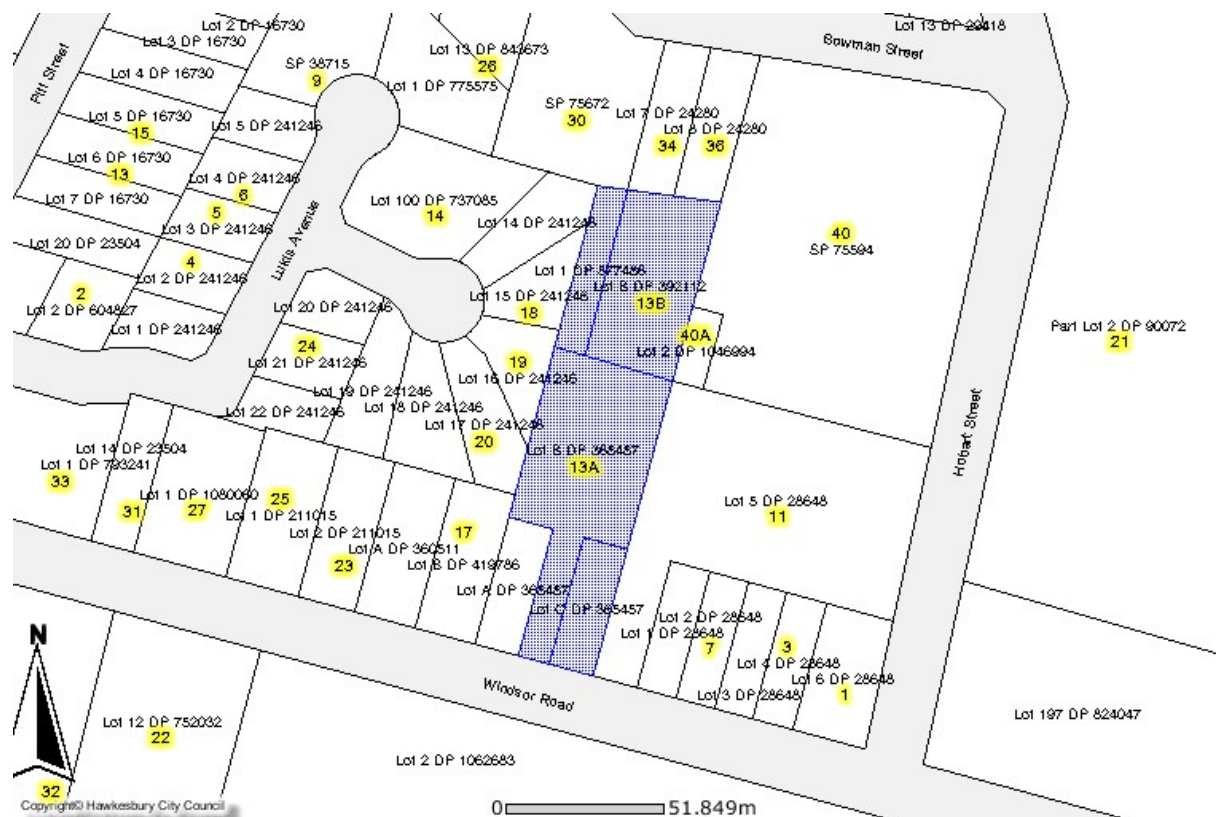 Lot 2 DP 16730
Lot 13 DP 29418
Lot 3 DP 16730
Bowman Street
Lot 13 DP 843673
SP 38715
26
Lot 4 DP 16730
9
Lot 1 DP 775575
Pitt Street
SP 75672
30
Lot 7 DP 24280
Lot 5 DP 16730
15
Lot 5 DP 241246
Lot 8 DP 24280
34
36
Lot 6 DP 16730
13
Lot 4 DP 241246
6
Lot 7 DP 16730
Lot 100 DP 737085
14
5
Lot 14 DP 241246
Lot 3 DP 241246
40
SP 75594
Lukis Avenue
Lot 20 DP 23504
4
Lot 2 DP 241246
Lot 1 DP 877486
Lot B DP 392112
2
Lot 2 DP 604827
Lot 15 DP 241246
13B
Lot 20 DP 241246
18
Lot 1 DP 241246
Part Lot 2 DP 90072
21
40A
24
Lot 2 DP 1046994
Lot 21 DP 241246
19
Lot 16 DP 241246
Lot 19 DP 241246
Lot 18 DP 241246
Lot 22 DP 241246
Lot 17 DP 241246
20
Hobart Street
Lot 14 DP 23504
Lot B DP 365457
13A
Lot 1 DP 793241
33
Lot 1 DP 1080060
25
Lot 5 DP 28648
11
31
27
Lot 1 DP 211015
Lot 2 DP 211015
17
Lot A DP 360511
23
Lot B DP 419786
Lot A DP 365457
Lot C DP 365457
Lot 2 DP 28648
Lot 1 DP 28648
7
3
Lot 4 DP 28648
Lot 6 DP 28648
Lot 3 DP 28648
1
N
Windsor Road
Lot 12 DP 752032
22
Lot 197 DP 824047
Lot 2 DP 1062683
32
Copyright© Hawkesbury City Council
0 51.849m